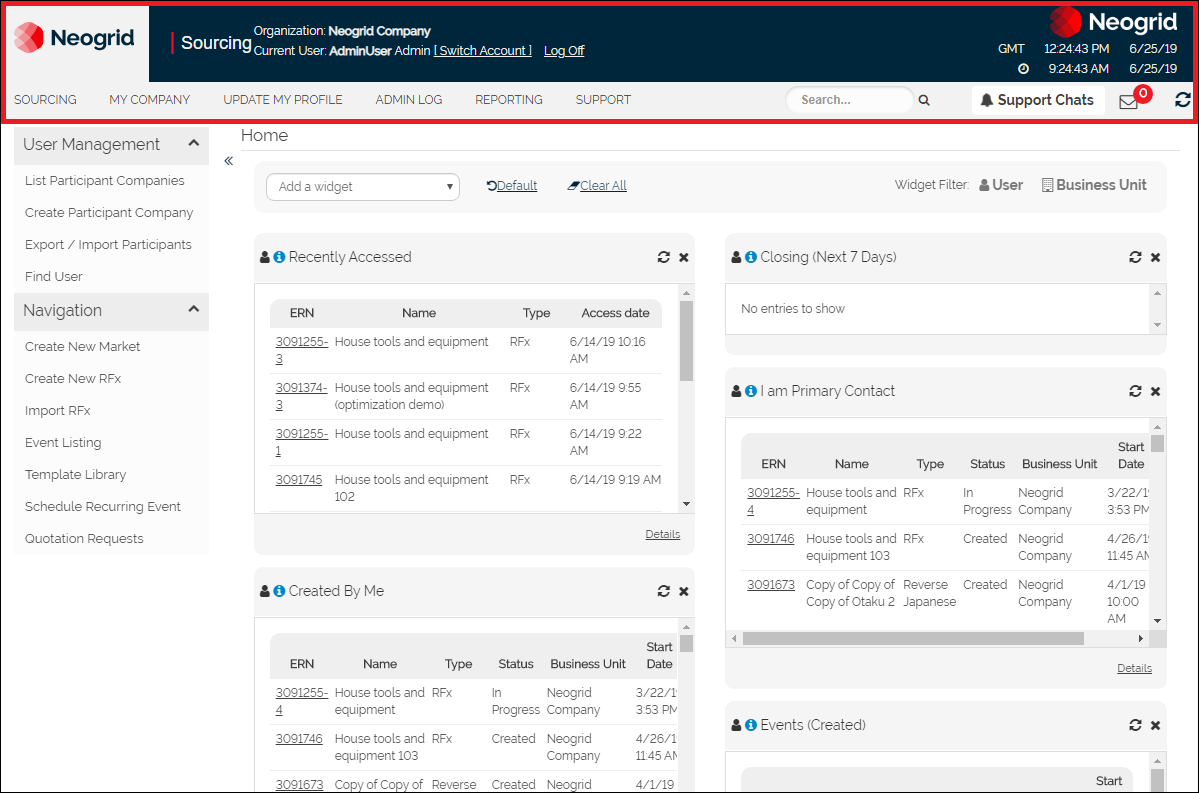 Neogrid
Sourcing
Organization: Neogrid Company
Current User: AdminUser Admin [ Switch Account ] Log Off
Neogrid
GMT 12:24:43 PM 6/25/19
9:24:43 AM 6/25/19
SOURCING MY COMPANY UPDATE MY PROFILE ADMIN LOG REPORTING SUPPORT Search... Support Chats 0
User Management
List Participant Companies
Create Participant Company
Export / Import Participants
Find User
Navigation
Create New Market
Create New RFx
Import RFx
Event Listing
Template Library
Schedule Recurring Event
Quotation Requests
«
Home
Add a widget Default Clear All Widget Filter: User Business Unit
Recently Accessed
ERN Name Type Access date
3091255- House tools and equipment RFx 6/14/19 10:16
3 AM
3091374- House tools and equipment RFx 6/14/19 9:55
3 (optimization demo) AM
3091255- House tools and equipment RFx 6/14/19 9:22
1 AM
3091745 House tools and equipment RFx 6/14/19 9:19 AM
102
Details
Created By Me
Start
ERN Name Type Status Business Unit Date
3091255- House tools and RFx In Neogrid 3/22/1
4 equipment Progress Company 3:53 PM
3091746 House tools and RFx Created Neogrid 4/26/1
equipment 103 Company 11:45 AM
3091673 Copy of Copy of Reverse Created Neogrid 4/1/19
Closing (Next 7 Days)
No entries to show
I am Primary Contact
Start
ERN Name Type Status Business Unit Date
3091255- House tools and RFx In Neogrid 3/22/1
4 equipment Progress Company 3:53 PM
3091746 House tools and RFx Created Neogrid 4/26/1
equipment 103 Company 11:45 AM
3091673 Copy of Copy of Reverse Created Neogrid 4/1/19
Copy of Otaku 2 Japanese Company 10:00
AM
Details
Events (Created)
Start